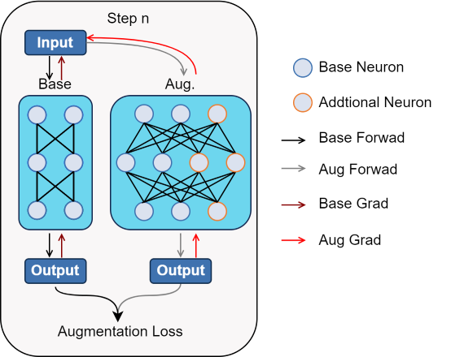 Step n
Input
Base
Aug.
Output
Output
Augmentation Loss
Base Neuron
Addtional Neuron
Base Forwad
Aug Forwad
Base Grad
Aug Grad